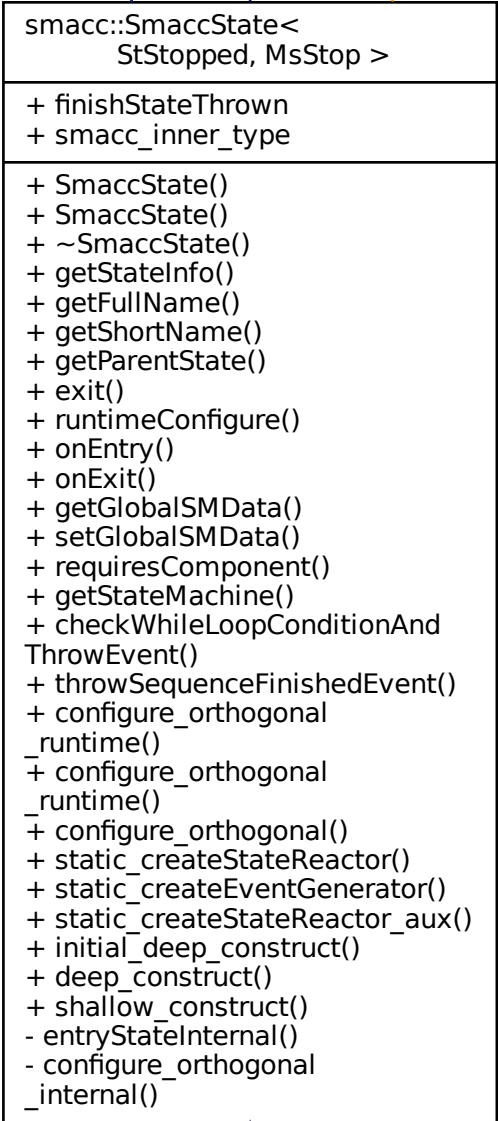 smacc::SmaccState<
StStopped, MsStop >
+ finishStateThrown
+ smacc_inner_type
+ SmaccState()
+ SmaccState()
+ ~SmaccState()
+ getStateInfo()
+ getFullName()
+ getShortName()
+ getParentState()
+ exit()
+ runtimeConfigure()
+ onEntry()
+ onExit()
+ getGlobalSMData()
+ setGlobalSMData()
+ requiresComponent()
+ getStateMachine()
+ checkWhileLoopConditionAnd
ThrowEvent()
+ throwSequenceFinishedEvent()
+ configure_orthogonal
_runtime()
+ configure_orthogonal
_runtime()
+ configure_orthogonal()
+ static_createStateReactor()
+ static_createEventGenerator()
+ static_createStateReactor_aux()
+ initial_deep_construct()
+ deep_construct()
+ shallow_construct()
- entryStateInternal()
- configure_orthogonal
_internal()